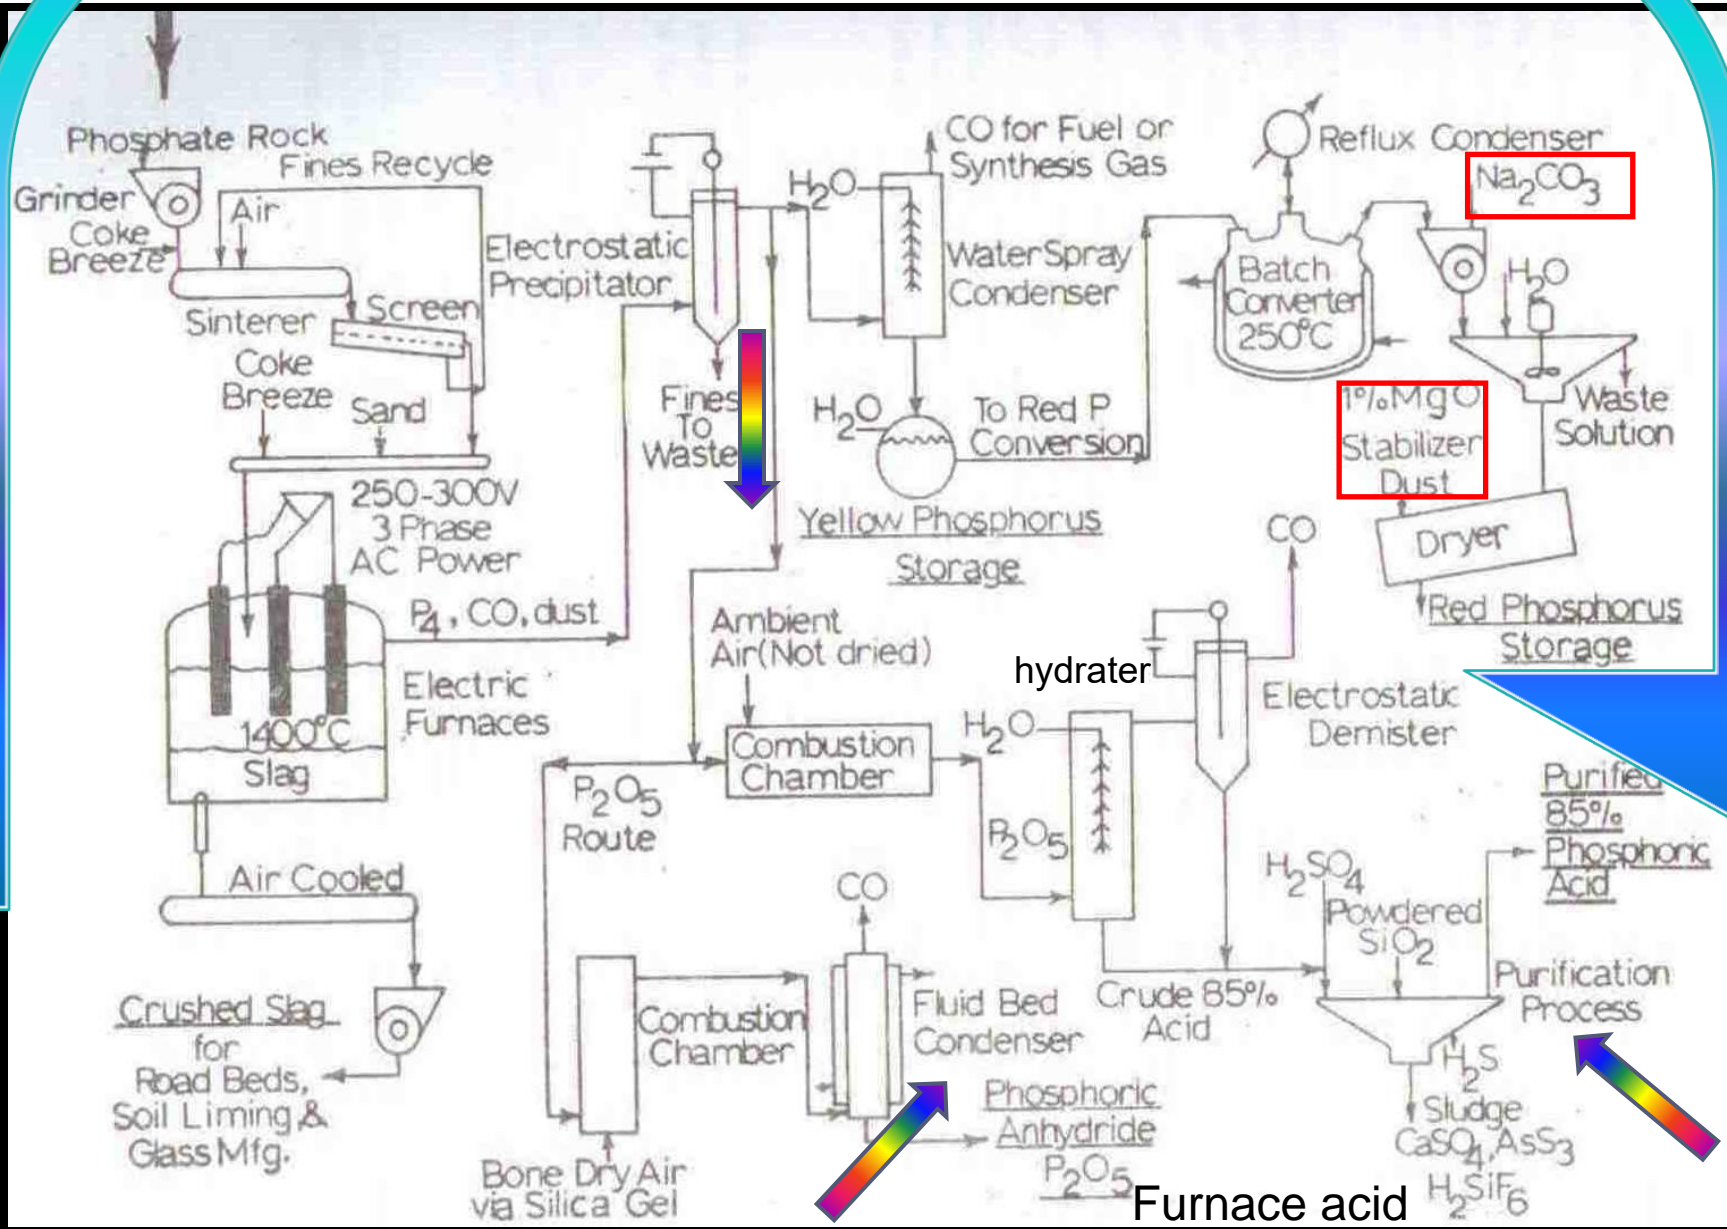 Phosphate Rock
Fines Recycle
Grinder
Air
Coke
Breeze
Sinterer
Screen
Coke
Breeze
Sand
250-300V
3 Phase
AC Power
P4, CO, dust
Electric
Furnaces
1400°C
Slag
Air Cooled
Crushed Slag
for
Road Beds,
Soil Liming &
Glass Mfg.
Electrostatic
Precipitator
Fines
To
Waste
H2O
CO for Fuel or
Synthesis Gas
Water Spray
Condenser
H2O
To Red P
Conversion
Yellow Phosphorus
Storage
Reflux Condenser
Na2CO3
Batch
Converter
250°C
H2O
1% MgO
Stabilizer
Dust
Waste
Solution
Dryer
Red Phosphorus
Storage
Ambient
Air (Not dried)
hydrater
CO
H2O
Electrostatic
Demister
Combustion
Chamber
P2O5
Route
P2O5
Purified
85%
Phosphoric
Acid
H2SO4
Powdered
SiO2
Purification
Process
Crude 85%
Acid
H2S
Sludge
CaSO4, AsS3
H2SiF6
CO
Combustion
Chamber
Fluid Bed
Condenser
Phosphoric
Anhydride
P2O5
Bone Dry Air
via Silica Gel
Furnace acid